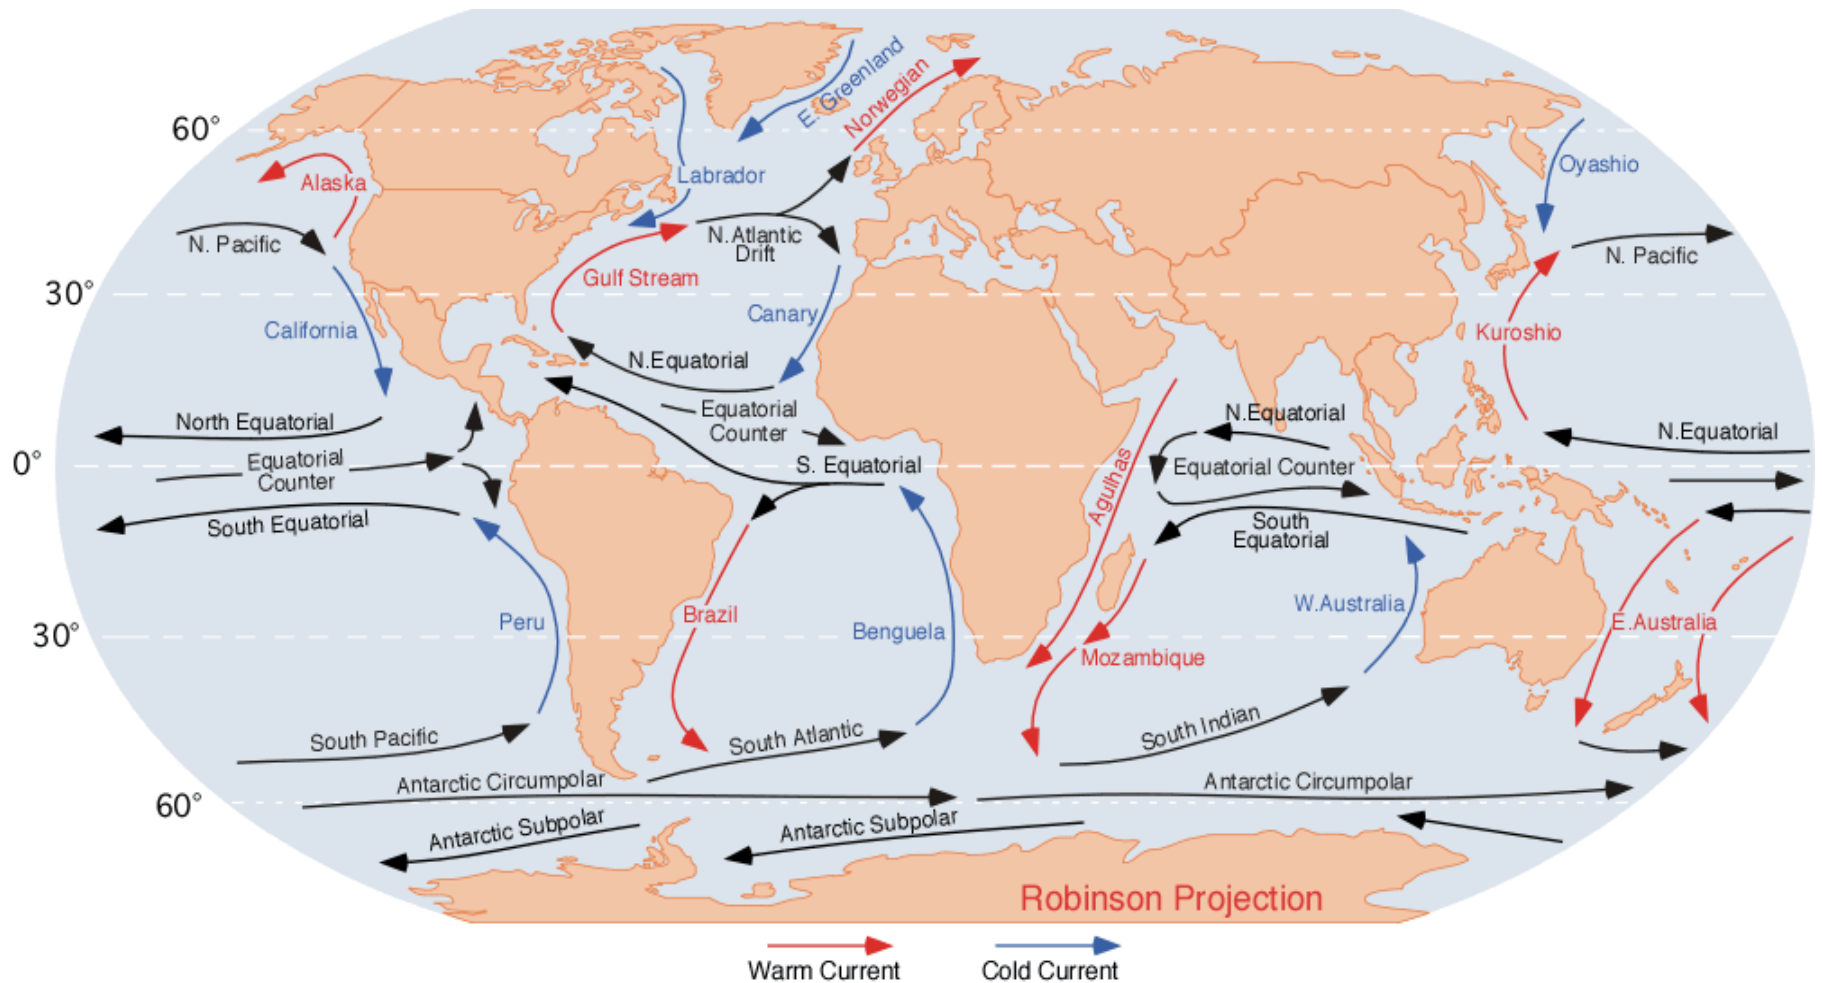 60°
E. Greenland
Norwegian
Labrador
Alaska
Oyashio
N. Pacific
N.Atlantic
Drift
N. Pacific
Gulf Stream
30°
California
Canary
Kuroshio
N.Equatorial
North Equatorial
Equatorial
Counter
N.Equatorial
N.Equatorial
0°
Equatorial
Counter
S. Equatorial
Agulhas
Equatorial Counter
South Equatorial
South
Equatorial
Peru
Brazil
Benguela
W.Australia
E.Australia
30°
Mozambique
South Pacific
South Atlantic
South Indian
Antarctic Circumpolar
Antarctic Circumpolar
60°
Antarctic Subpolar
Antarctic Subpolar
Robinson Projection
Warm Current
Cold Current